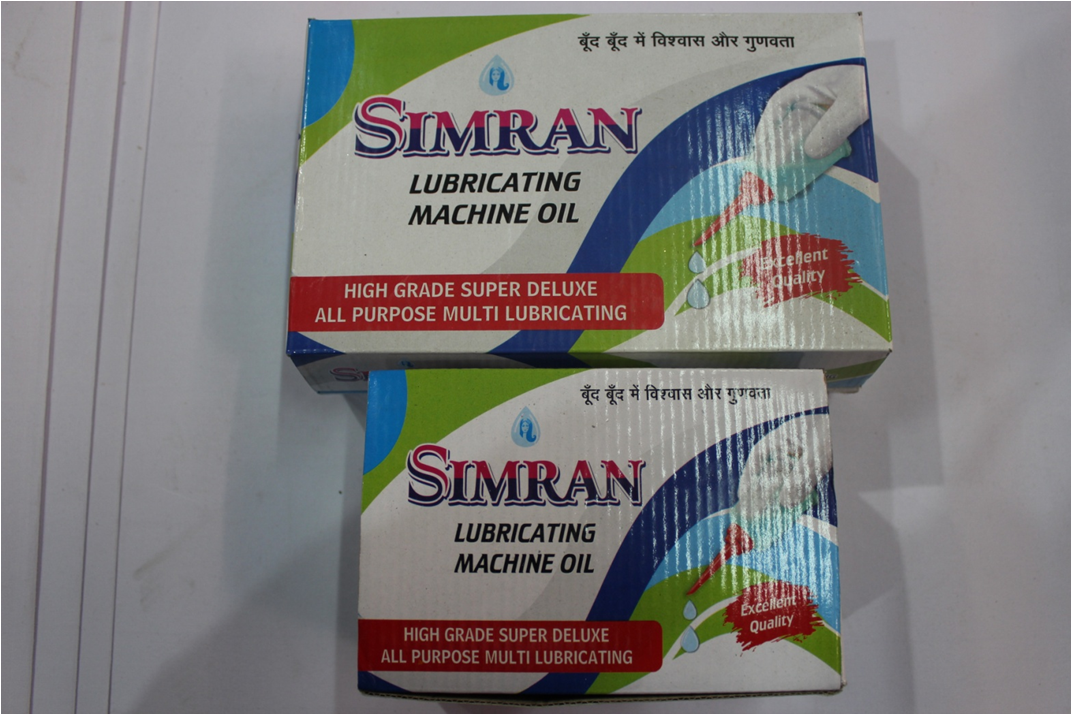 बूँद बूँद में विश्वास और गुणवता
SIMRAN
LUBRICATING
MACHINE OIL
Excellent
Quality
HIGH GRADE SUPER DELUXE
ALL PURPOSE MULTI LUBRICATING
बूँद बूँद में विश्वास और गुणवता
SIMRAN
LUBRICATING
MACHINE OIL
Excellent
Quality
HIGH GRADE SUPER DELUXE
ALL PURPOSE MULTI LUBRICATING